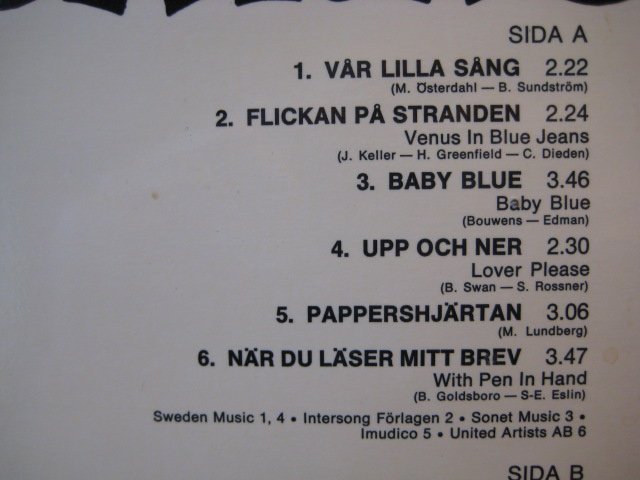 SIDA A
1. VÅR LILLA SÅNG 2.22
(M. Österdahl — B. Sundström)
2. FLICKAN PÅ STRANDEN 2.24
Venus In Blue Jeans
(J. Keller — H. Greenfield — C. Dieden)
3. BABY BLUE 3.46
Baby Blue
(Bouwens — Edman)
4. UPP OCH NER 2.30
Lover Please
(B. Swan — S. Rossner)
5. PAPPERSHJÄRTAN 3.06
(M. Lundberg)
6. NÄR DU LÄSER MITT BREV 3.47
With Pen In Hand
(B. Goldsboro — S-E. Eslin)
Sweden Music 1, 4 • Intersong Förlagen 2 • Sonet Music 3 •
Imudico 5 • United Artists AB 6
SIDA B